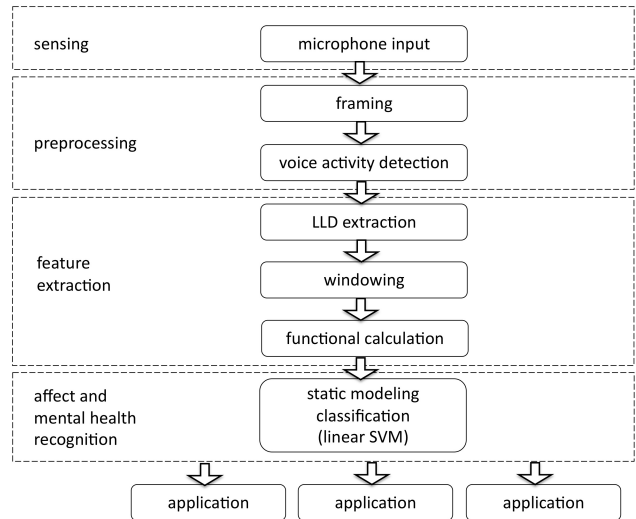 sensing
microphone input
preprocessing
framing
voice activity detection
feature
extraction
LLD extraction
windowing
functional calculation
affect and
mental health
recognition
static modeling
classification
(linear SVM)
application
application
application